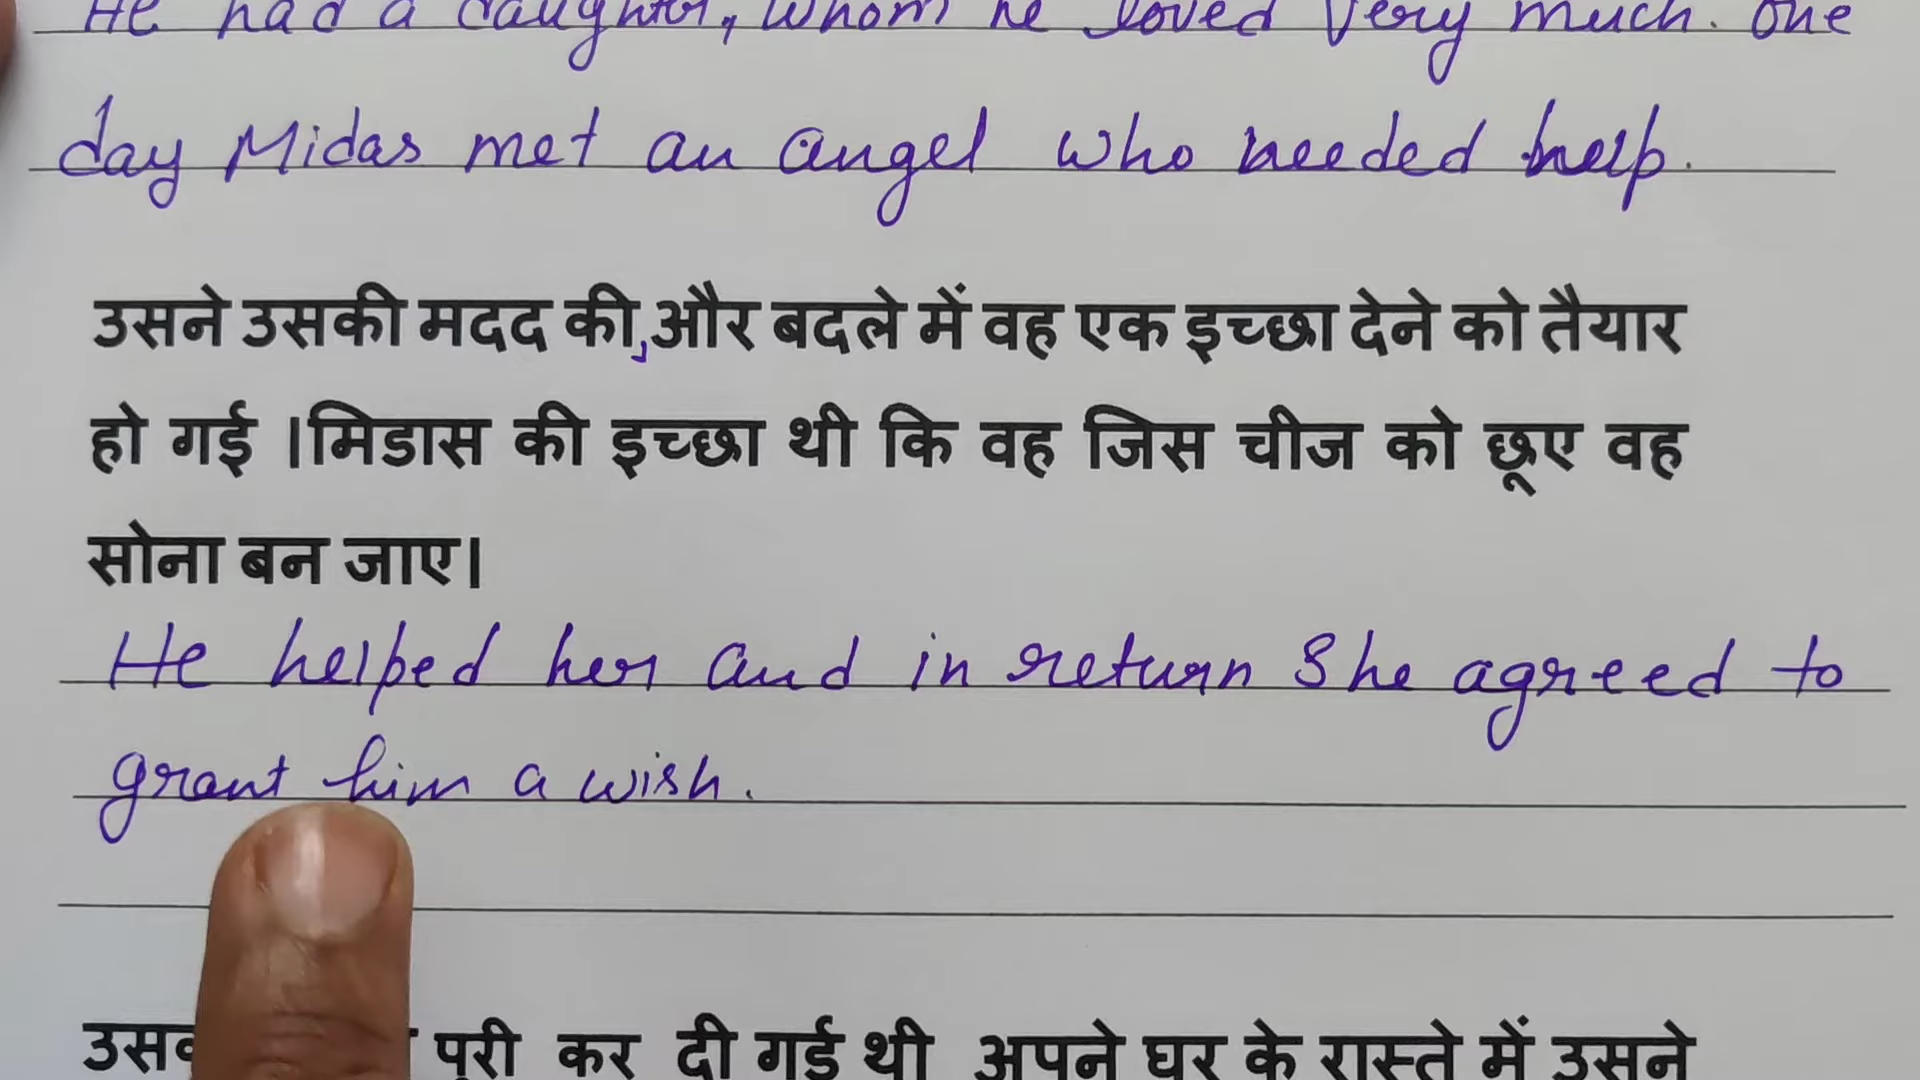 He had a daughter, whom he loved very much. One
day Midas met an angel who needed help.
उसने उसकी मदद की,और बदले में वह एक इच्छा देने को तैयार
हो गई ।मिडास की इच्छा थी कि वह जिस चीज को छूए वह
सोना बन जाए।
He helped her and in return She agreed to
grant him a wish.
पूरी कर दी गई थी अपने घर के रास्ते में उसने